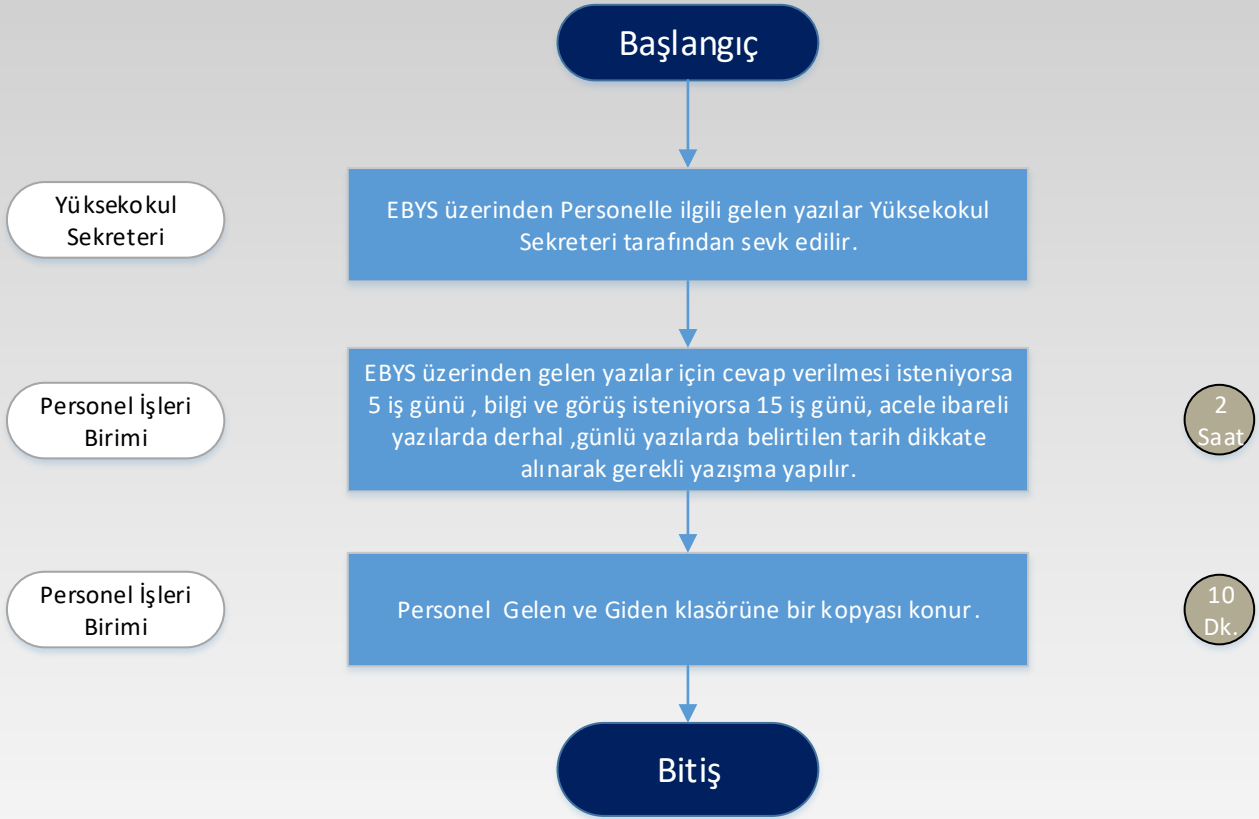 Başlangıç
Yüksekokul
Sekreteri
EBYS üzerinden Personelle ilgili gelen yazılar Yüksekokul
Sekreteri tarafından sevk edilir.
Personel İşleri
Birimi
EBYS üzerinden gelen yazılar için cevap verilmesi isteniyorsa
5 iş günü , bilgi ve görüş isteniyorsa 15 iş günü, acele ibareli
yazılarda derhal ,günlü yazılarda belirtilen tarih dikkate
alınarak gerekli yazışma yapılır.
2
Saat
Personel İşleri
Birimi
Personel  Gelen ve Giden klasörüne bir kopyası konur.
10
Dk.
Bitiş